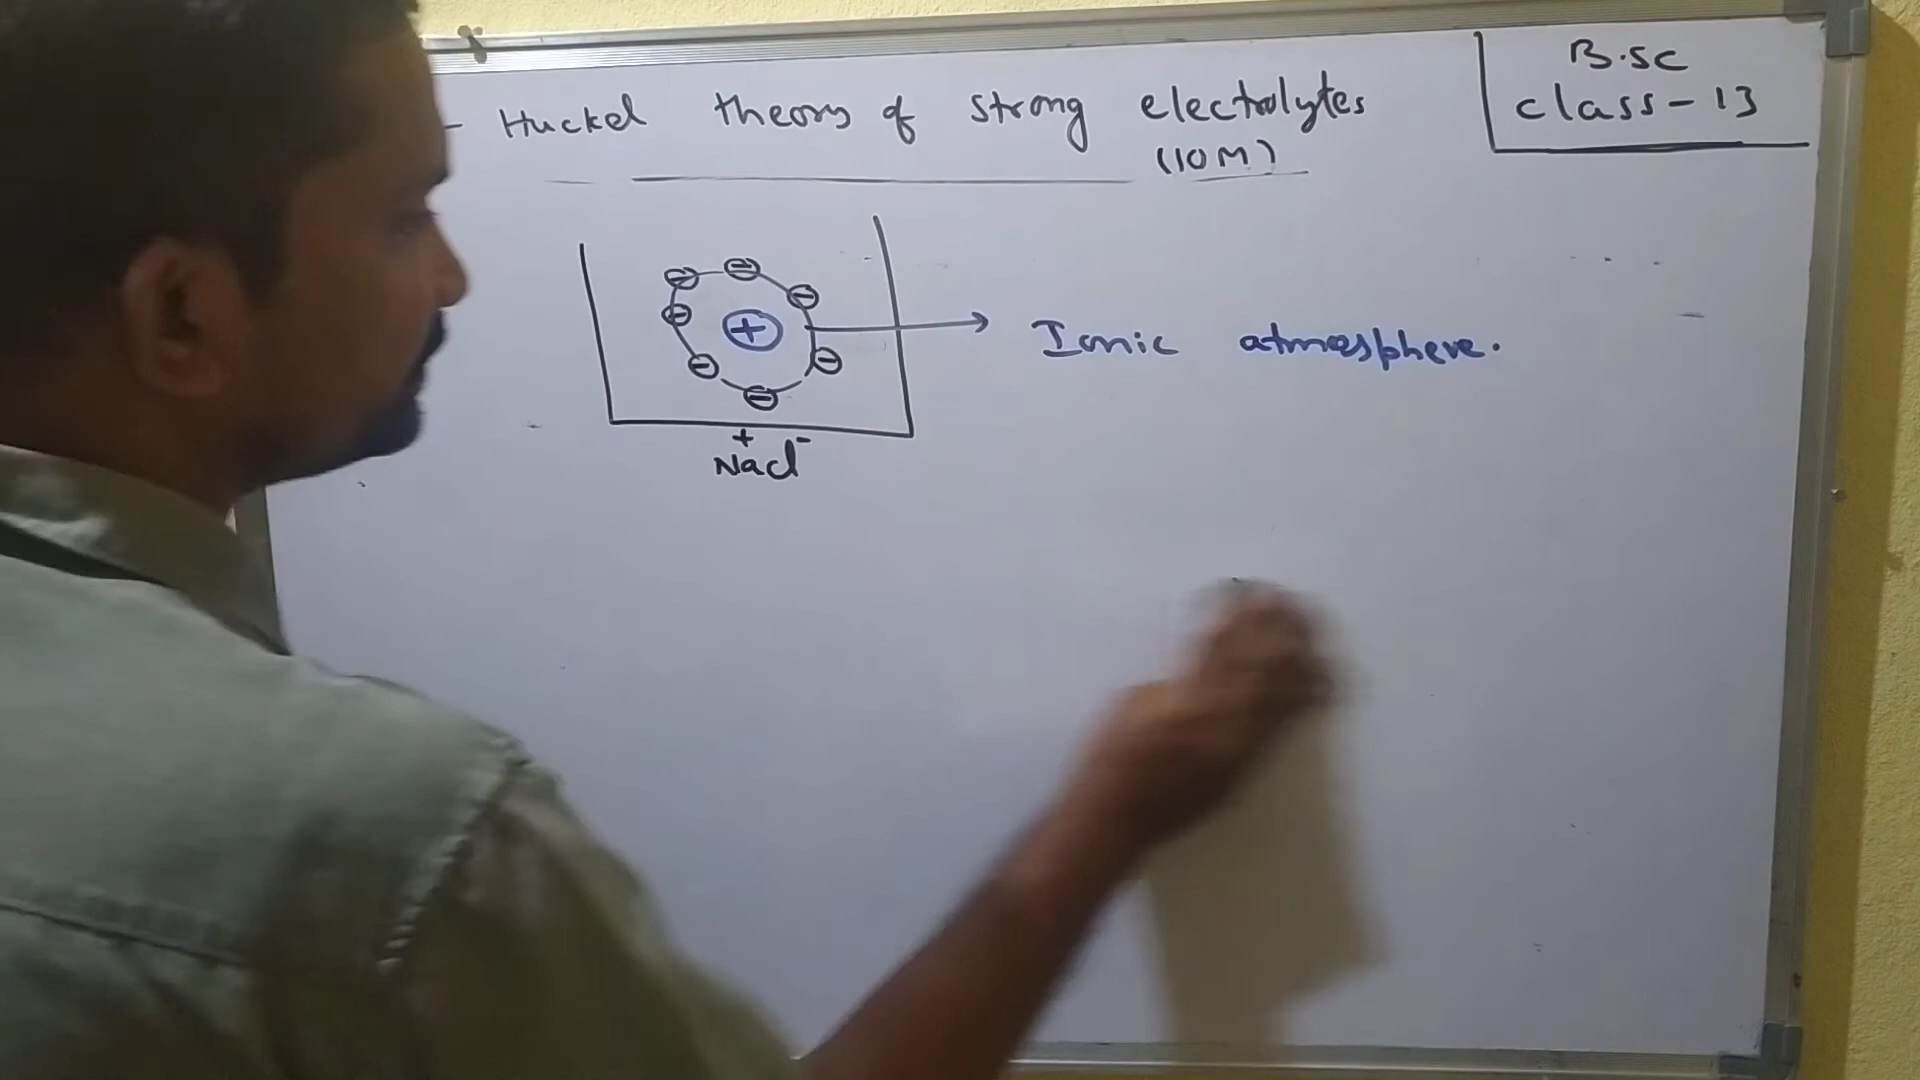 - Huckel theory of strong electrolytes
(10M)
B.sc
class-13
⊖ ⊖ ⊖
⊖ ⊕
⊖ ⊖
⊖
Ionic atmosphere.
+ -
Nacl